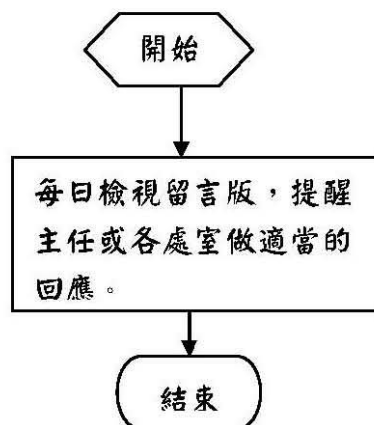 開始
每日檢視留言版，提醒
主任或各處室做適當的
回應。
結束